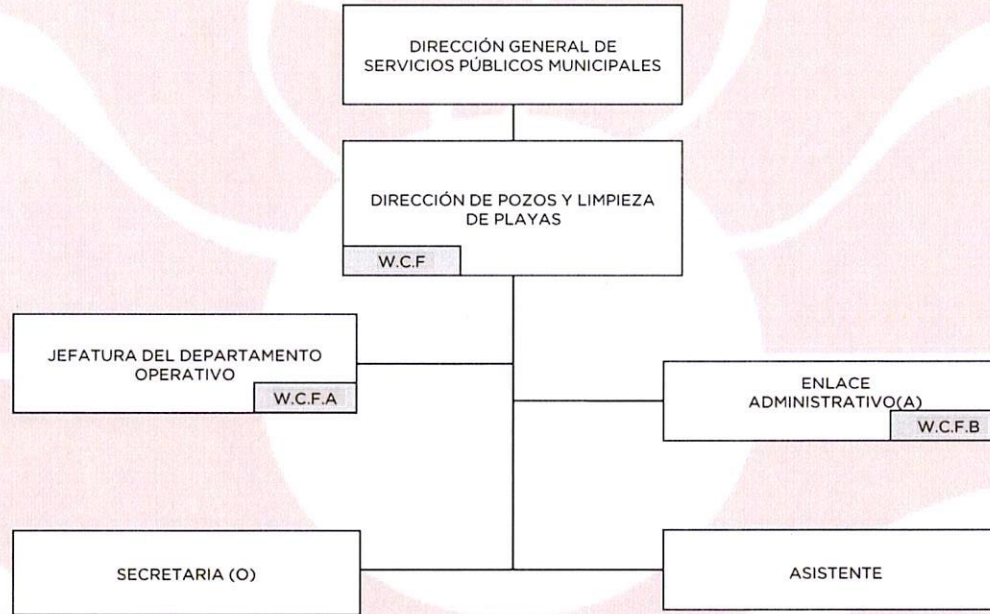 DIRECCIÓN GENERAL DE
SERVICIOS PÚBLICOS MUNICIPALES
DIRECCIÓN DE POZOS Y LIMPIEZA
DE PLAYAS
W.C.F
JEFATURA DEL DEPARTAMENTO
OPERATIVO
W.C.F.A
ENLACE
ADMINISTRATIVO(A)
W.C.F.B
SECRETARIA (O)
ASISTENTE